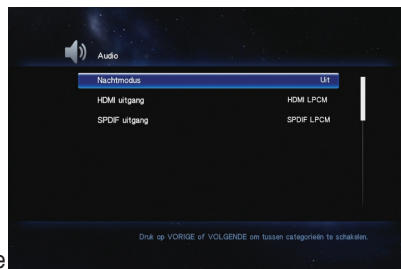 Audio
Nachtmodus Uit
HDMI uitgang HDMI LPCM
SPDIF uitgang SPDIF LPCM
Druk op VORIGE of VOLGENDE om tussen categorieën te schakelen.
e